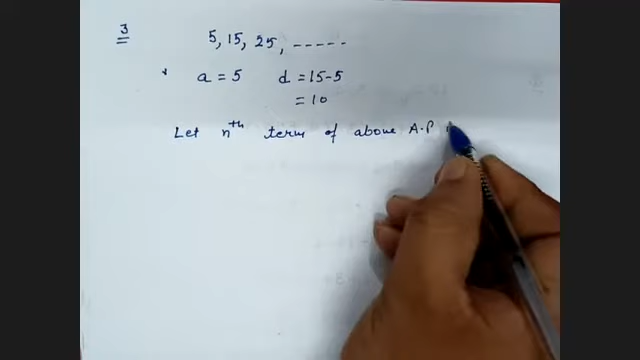 3
5, 15, 25, -----
a = 5 d = 15-5
= 10
Let nth term of above A.P